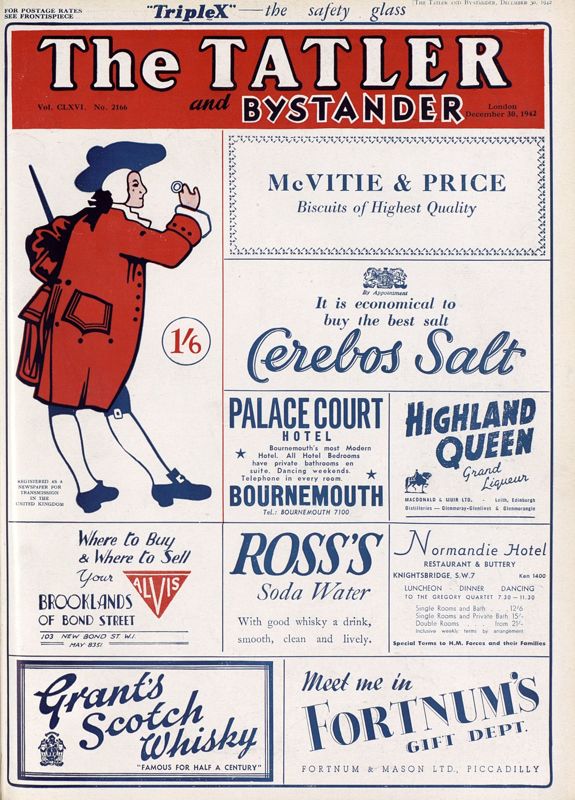 FOR POSTAGE RATES
SEE FRONTISPIECE
"TripleX"—the safety glass
[THE TATLER AND BYSTANDER, DECEMBER 30, 1942
The TATLER
and BYSTANDER
Vol. CLXVI. No. 2166
London
December 30, 1942
1/6
REGISTERED AS A
NEWSPAPER FOR
TRANSMISSION
IN THE
UNITED KINGDOM
McVITIE & PRICE
Biscuits of Highest Quality
By Appointment
It is economical to
buy the best salt
Cerebos Salt
PALACE COURT
HOTEL
Bournemouth's most Modern
Hotel. All Hotel Bedrooms
have private bathrooms en
suite. Dancing weekends.
Telephone in every room.
BOURNEMOUTH
Tel.: BOURNEMOUTH 7100
HIGHLAND
QUEEN
Grand
Liqueur
MACDONALD & MUIR LTD. - Leith, Edinburgh
Distilleries — Glenmoray-Glenlivet & Glenmorangie
Where to Buy
& Where to Sell
Your ALVIS
BROOKLANDS
OF BOND STREET
103 NEW BOND ST. W.1.
MAY 8351
ROSS'S
Soda Water
With good whisky a drink,
smooth, clean and lively.
Normandie Hotel
RESTAURANT & BUTTERY
KNIGHTSBRIDGE, S.W.7 Ken 1400
LUNCHEON - DINNER DANCING
TO THE GREGORY QUARTET 7.30 — 11.30
Single Rooms and Bath . . 12/6
Single Rooms and Private Bath 15/-
Double Rooms . . from 21/-
Inclusive weekly terms by arrangement
Special Terms to H.M. Forces and their Families
Grant's
Scotch
Whisky
"FAMOUS FOR HALF A CENTURY"
Meet me in
FORTNUM'S
GIFT DEPT.
FORTNUM & MASON LTD., PICCADILLY